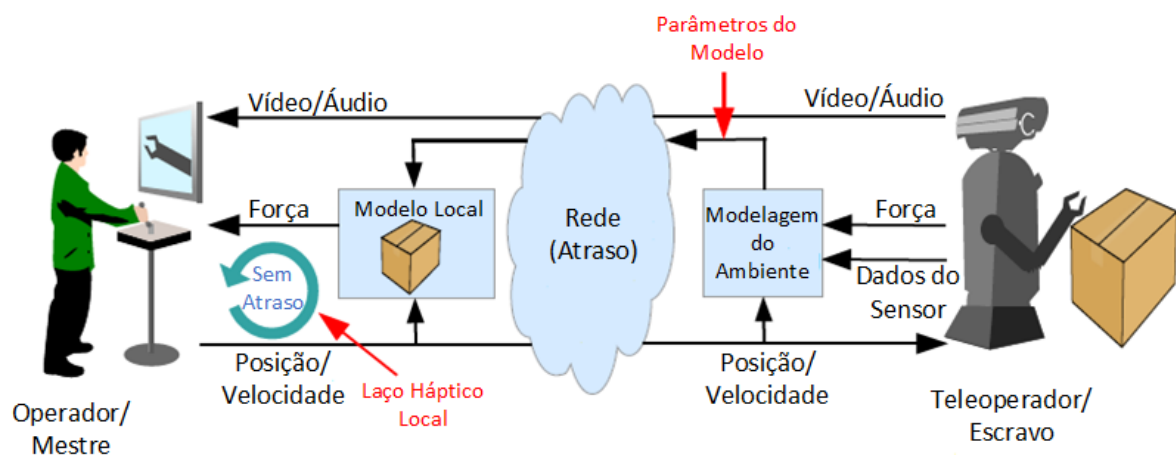 Parâmetros do
Modelo
Vídeo/Áudio
Vídeo/Áudio
Força
Modelo Local
Rede
(Atraso)
Modelagem
do
Ambiente
Força
Sem
Atraso
Dados do
Sensor
Posição/
Velocidade
Laço Háptico
Local
Posição/
Velocidade
Operador/
Mestre
Teleoperador/
Escravo